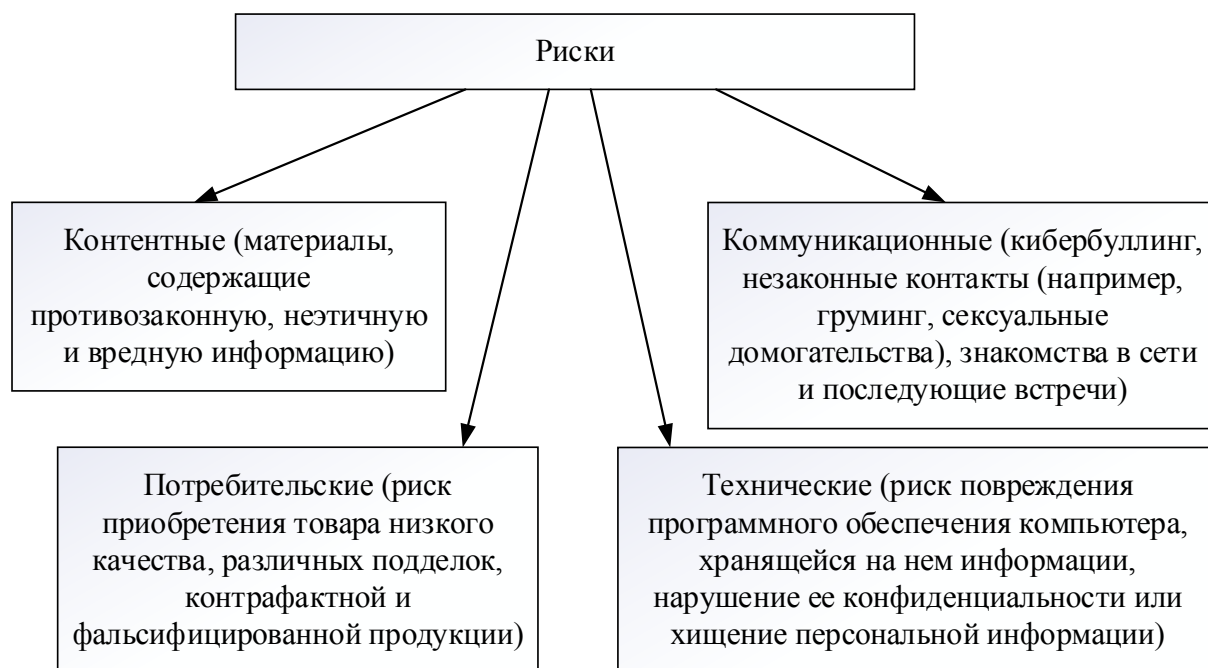 Риски
Контентные (материалы,
содержащие
противозаконную, неэтичную
и вредную информацию)
Коммуникационные (кибербуллинг,
незаконные контакты (например,
груминг, сексуальные
домогательства), знакомства в сети
и последующие встречи)
Потребительские (риск
приобретения товара низкого
качества, различных подделок,
контрафактной и
фальсифицированной продукции)
Технические (риск повреждения
программного обеспечения компьютера,
хранящейся на нем информации,
нарушение ее конфиденциальности или
хищение персональной информации)